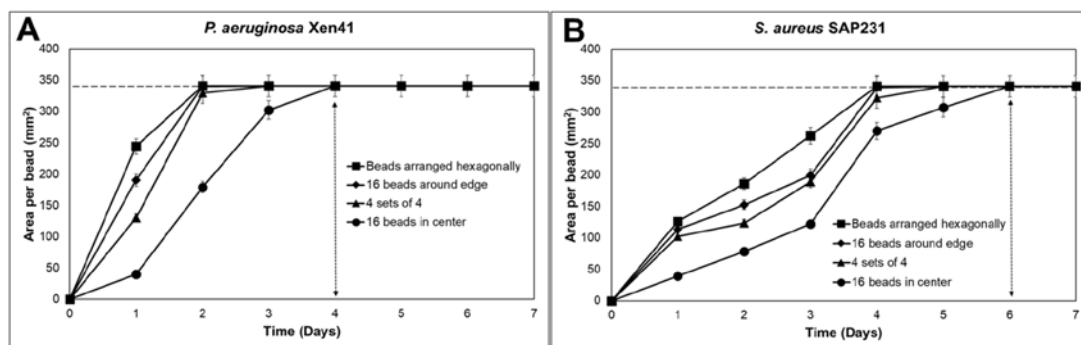 A
P. aeruginosa Xen41
Area per bead (mm²)
400
350
300
250
200
150
100
50
0
Beads arranged hexagonally
16 beads around edge
4 sets of 4
16 beads in center
0 1 2 3 4 5 6 7
Time (Days)
B
S. aureus SAP231
Area per bead (mm²)
400
350
300
250
200
150
100
50
0
Beads arranged hexagonally
16 beads around edge
4 sets of 4
16 beads in center
0 1 2 3 4 5 6 7
Time (Days)